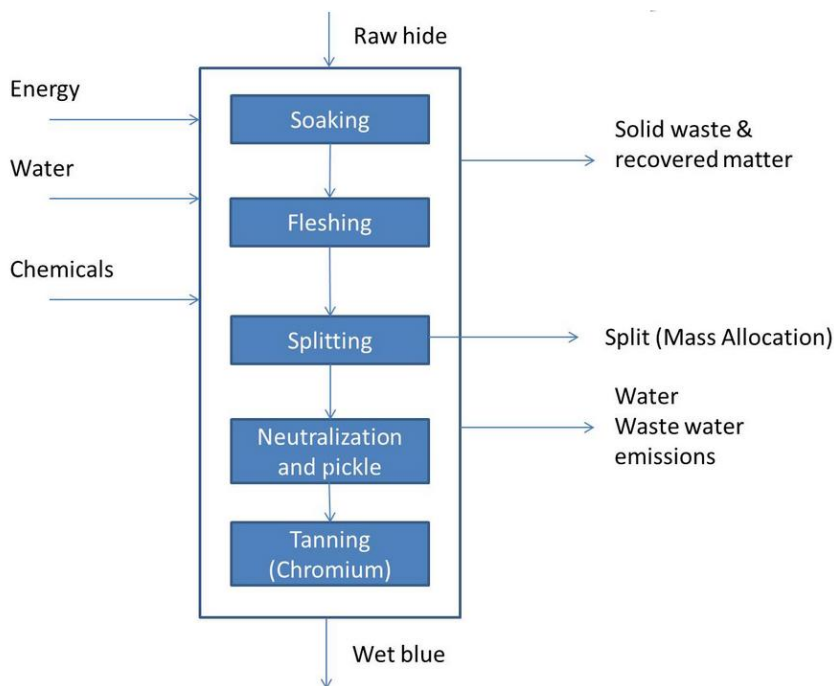 Raw hide
Energy
Soaking
Solid waste &
recovered matter
Water
Fleshing
Chemicals
Splitting
Split (Mass Allocation)
Water
Waste water
emissions
Neutralization
and pickle
Tanning
(Chromium)
Wet blue